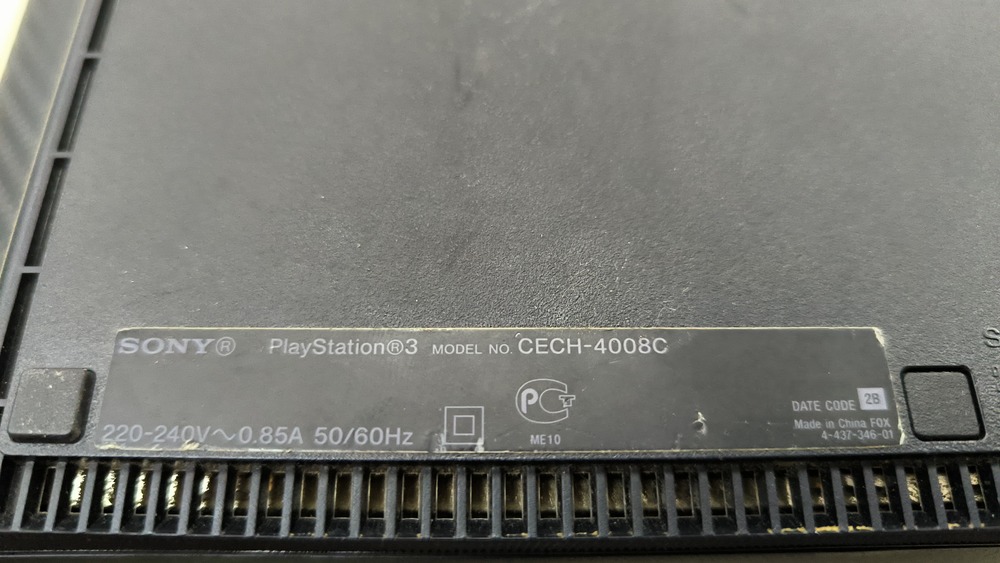 SONY® PlayStation®3 MODEL NO. CECH-4008C
DATE CODE 2B
Made in China FOX
220-240V~0.85A 50/60Hz
ME10
4-437-346-01